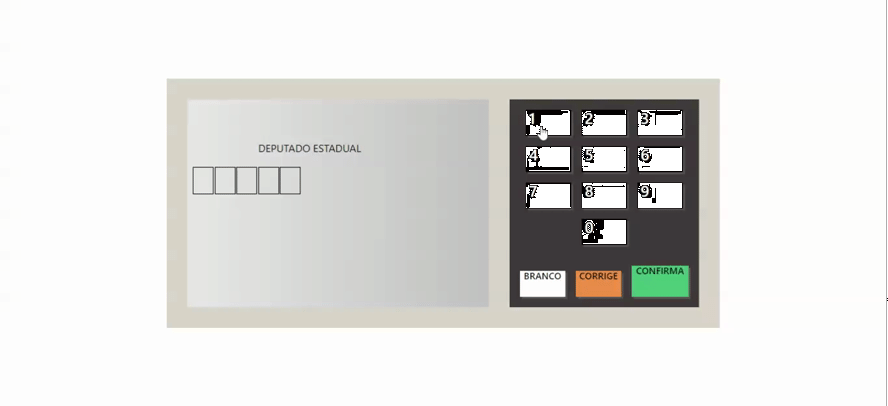 DEPUTADO ESTADUAL
1 2 3
4 5 6
7 8 9
0
BRANCO CORRIGE CONFIRMA